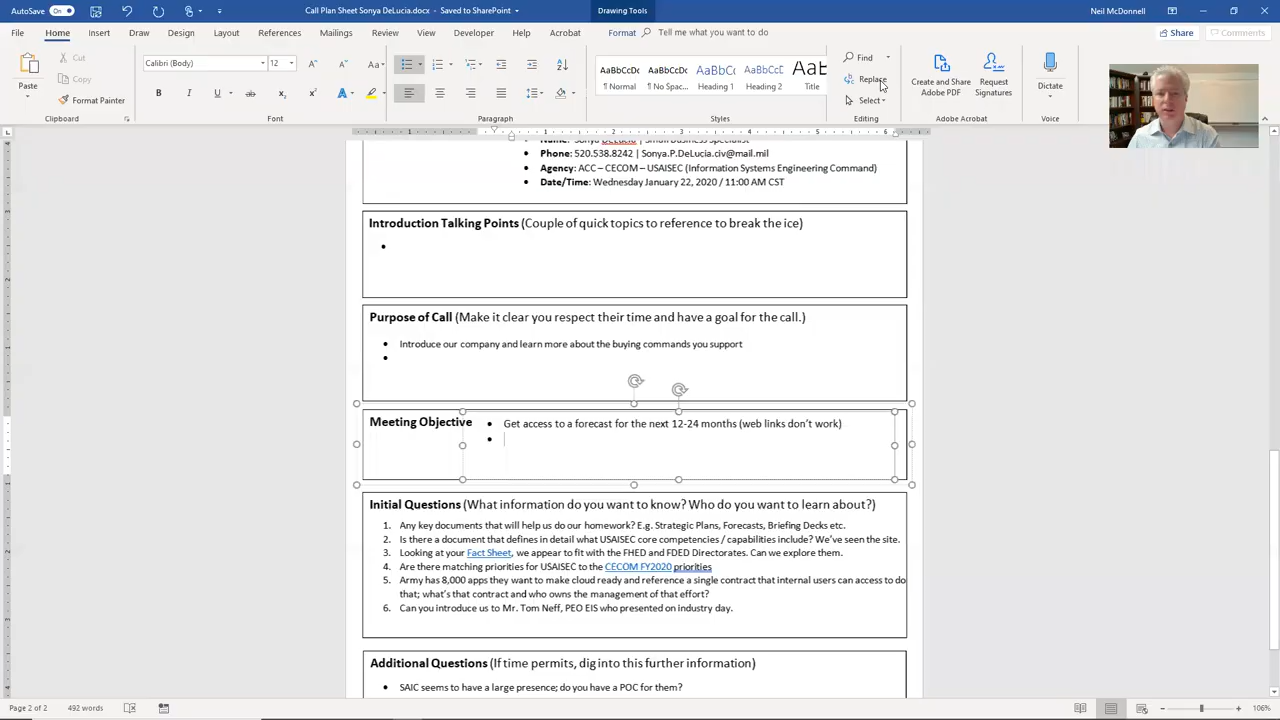 AutoSave On Call Plan Sheet Sonya DeLucia.docx - Saved to SharePoint Drawing Tools Neil McDonnell
File Home Insert Draw Design Layout References Mailings Review View Developer Help Acrobat Format Tell me what you want to do Share Comments
Paste Cut Copy Format Painter
Calibri (Body) 12 Aa
B I U ab x x A A
AaBbCcDc ¶ Normal AaBbCcDc ¶ No Spac... AaBbCc Heading 1 AaBbCcC Heading 2 AaB Title
Find Replace Select
Create and Share Adobe PDF Request Signatures Dictate
Clipboard Font Paragraph Styles Editing Adobe Acrobat Voice
• Name: Sonya DeLucia | Small Business Specialist
• Phone: 520.538.8242 | Sonya.P.DeLucia.civ@mail.mil
• Agency: ACC – CECOM – USAISEC (Information Systems Engineering Command)
• Date/Time: Wednesday January 22, 2020 / 11:00 AM CST
Introduction Talking Points (Couple of quick topics to reference to break the ice)
Purpose of Call (Make it clear you respect their time and have a goal for the call.)
• Introduce our company and learn more about the buying commands you support
Meeting Objective • Get access to a forecast for the next 12-24 months (web links don't work)
Initial Questions (What information do you want to know? Who do you want to learn about?)
1. Any key documents that will help us do our homework? E.g. Strategic Plans, Forecasts, Briefing Decks etc.
2. Is there a document that defines in detail what USAISEC core competencies / capabilities include? We've seen the site.
3. Looking at your Fact Sheet, we appear to fit with the FHED and FDED Directorates. Can we explore them.
4. Are there matching priorities for USAISEC to the CECOM FY2020 priorities
5. Army has 8,000 apps they want to make cloud ready and reference a single contract that internal users can access to do
that; what's that contract and who owns the management of that effort?
6. Can you introduce us to Mr. Tom Neff, PEO EIS who presented on industry day.
Additional Questions (If time permits, dig into this further information)
• SAIC seems to have a large presence; do you have a POC for them?
Page 2 of 2 492 words 106%